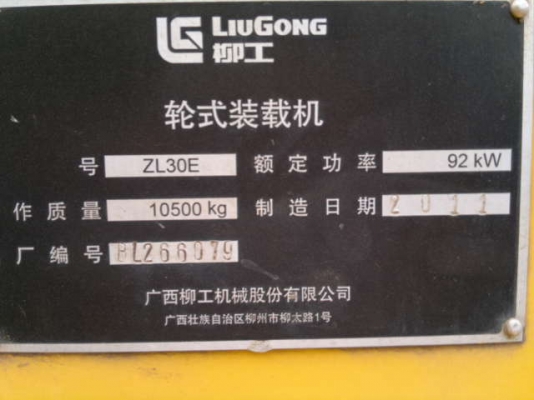 LIUGONG
柳工
轮式装载机
号 ZL30E 额定功率 92 kW
作质量 10500 kg 制造日期 2011
厂编号 HL266079
广西柳工机械股份有限公司
广西壮族自治区柳州市柳太路1号